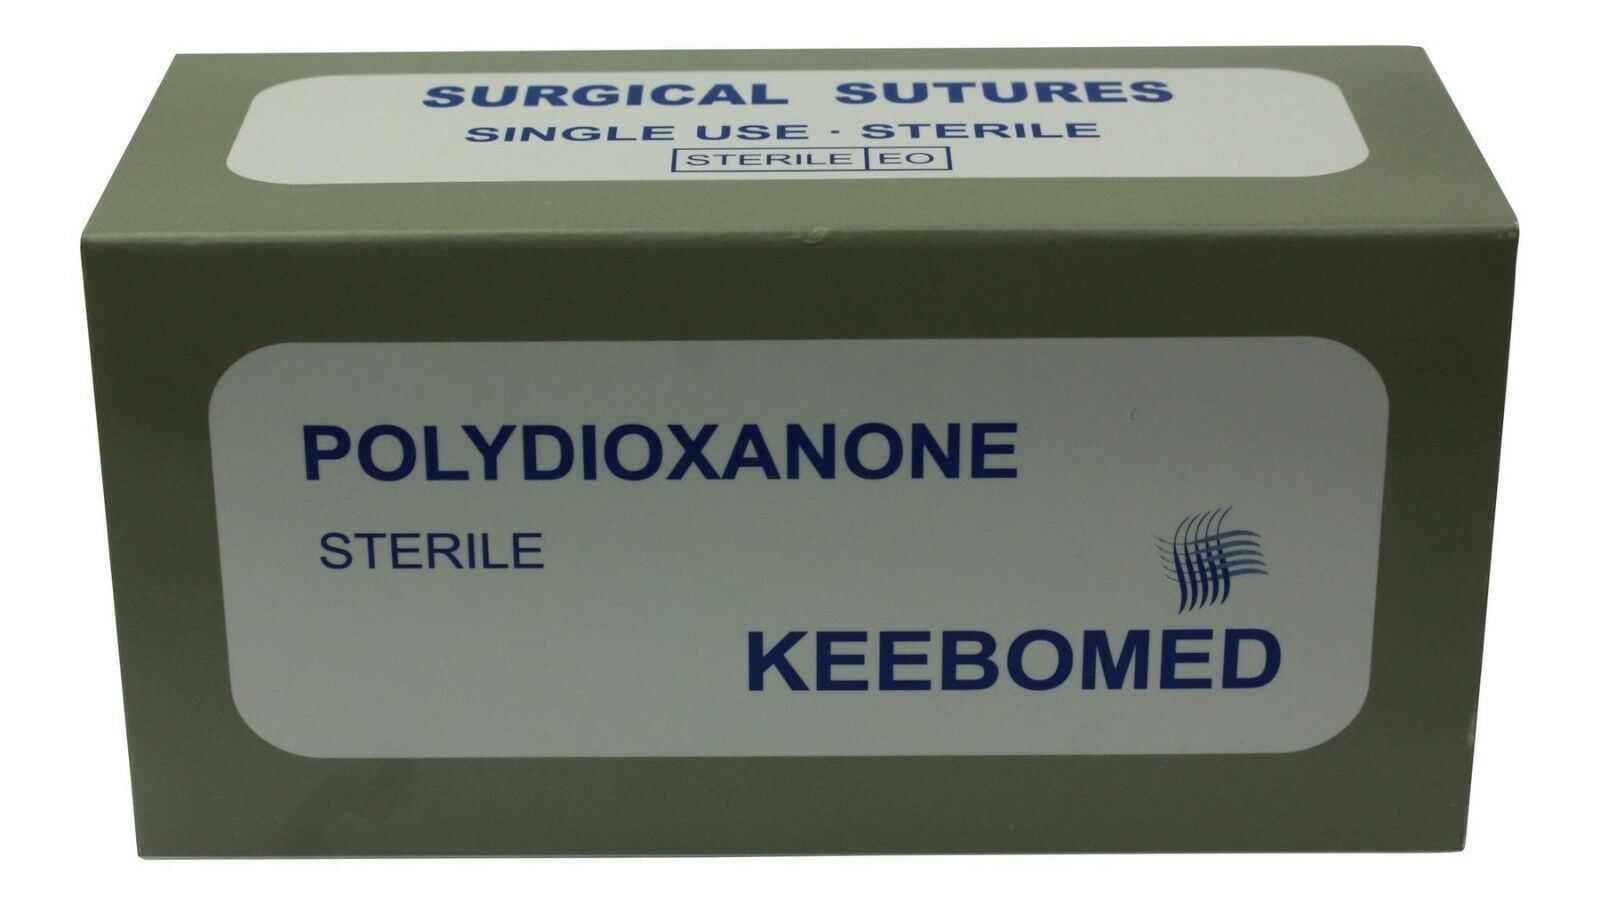 SURGICAL SUTURES
SINGLE USE · STERILE
STERILE EO
POLYDIOXANONE
STERILE
KEEBOMED